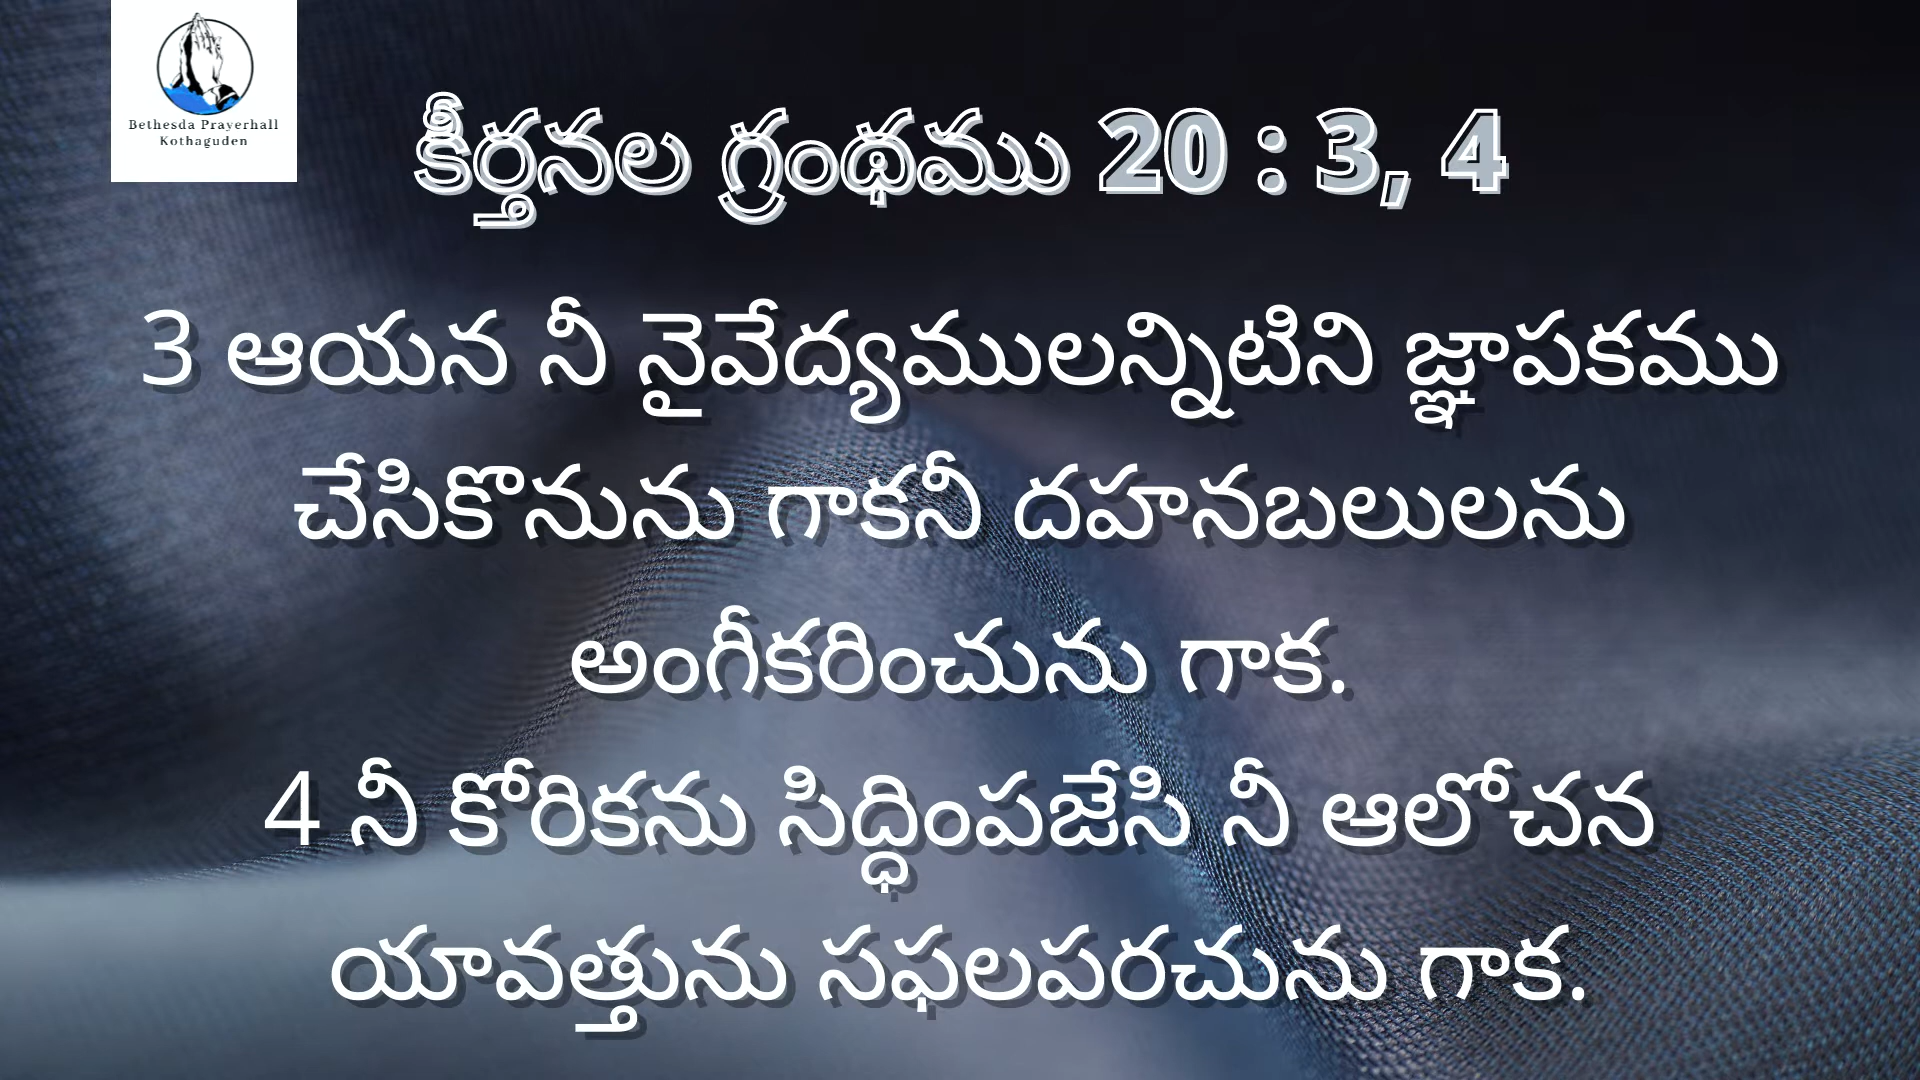 Bethesda Prayerhall
Kothaguden
కీర్తనల గ్రంథము 20 : 3, 4
3 ఆయన నీ నైవేద్యములన్నిటిని జ్ఞాపకము
చేసికొనును గాకనీ దహనబలులను
అంగీకరించును గాక.
4 నీ కోరికను సిద్ధింపజేసి నీ ఆలోచన
యావత్తును సఫలపరచును గాక.